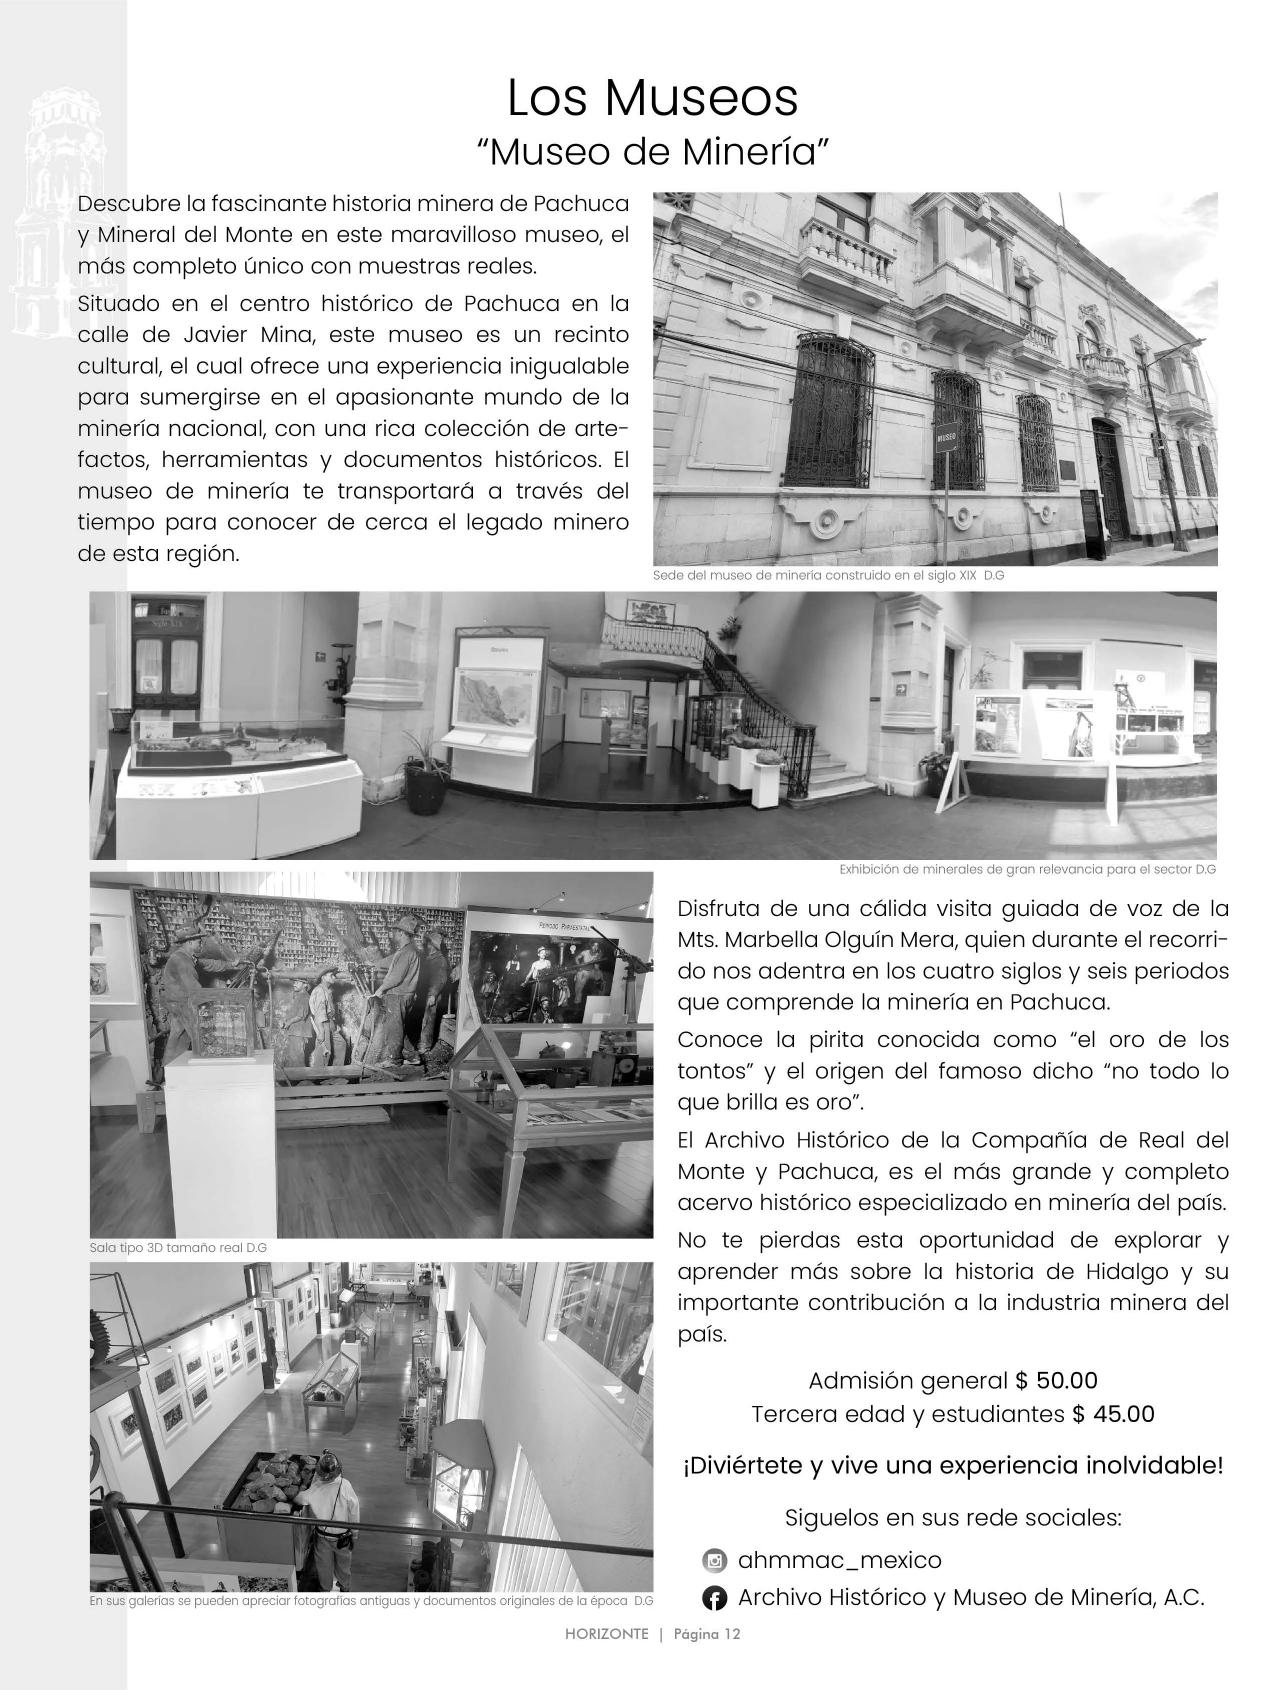 Los Museos
“Museo de Minería”
Descubre la fascinante historia minera de Pachuca
y Mineral del Monte en este maravilloso museo, el
más completo único con muestras reales.
Situado en el centro histórico de Pachuca en la
calle de Javier Mina, este museo es un recinto
cultural, el cual ofrece una experiencia inigualable
para sumergirse en el apasionante mundo de la
minería nacional, con una rica colección de arte-
factos, herramientas y documentos históricos. El
museo de minería te transportará a través del
tiempo para conocer de cerca el legado minero
de esta región.
MUSEO
Sede del museo de minería construido en el siglo XIX D.G
Siglo XIX
Exhibición de minerales de gran relevancia para el sector D.G
PERIODO PARAESTATAL
Sala tipo 3D tamaño real D.G
En sus galerías se pueden apreciar fotografías antiguas y documentos originales de la época D.G
Disfruta de una cálida visita guiada de voz de la
Mts. Marbella Olguín Mera, quien durante el recorri-
do nos adentra en los cuatro siglos y seis periodos
que comprende la minería en Pachuca.
Conoce la pirita conocida como “el oro de los
tontos” y el origen del famoso dicho “no todo lo
que brilla es oro”.
El Archivo Histórico de la Compañía de Real del
Monte y Pachuca, es el más grande y completo
acervo histórico especializado en minería del país.
No te pierdas esta oportunidad de explorar y
aprender más sobre la historia de Hidalgo y su
importante contribución a la industria minera del
país.
Admisión general $ 50.00
Tercera edad y estudiantes $ 45.00
¡Diviértete y vive una experiencia inolvidable!
Siguelos en sus rede sociales:
ahmmac_mexico
Archivo Histórico y Museo de Minería, A.C.
HORIZONTE | Página 12